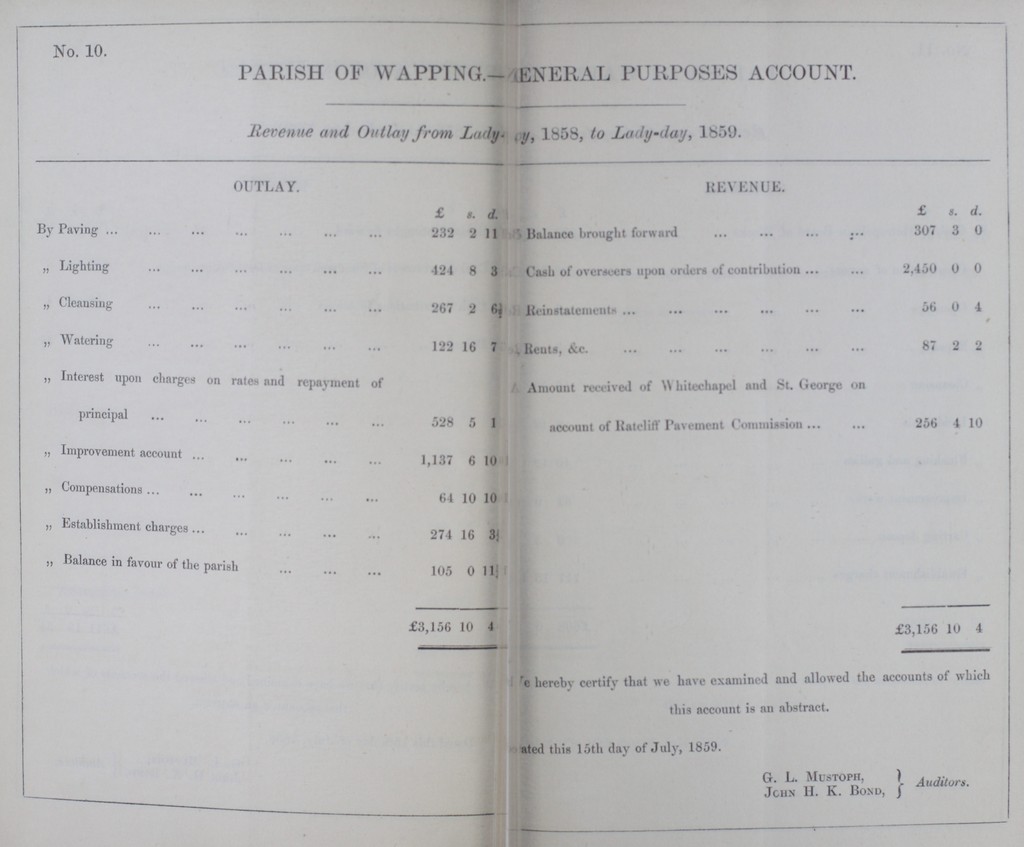 No. 10.
PARISH OF WAPPING.—GENERAL PURPOSES ACCOUNT.
Revenue and Outlay from Lady-day, 1858, to Lady-day, 1859.
OUTLAY.
£ s. d.
By Paving ... ... ... ... ... ... ... 232 2 11
„ Lighting ... ... ... ... ... ... 424 8 3
„ Cleansing ... ... ... ... ... ... 267 2 6
„ Watering ... ... ... ... ... ... 122 16 7
„ Interest upon charges on rates and repayment of
principal ... ... ... ... ... ... 528 5 1
„ Improvement account ... ... ... ... ... 1,137 6 10
„ Compensations ... ... ... ... ... ... 64 10 10
„ Establishment charges ... ... ... ... ... 274 16 3
„ Balance in favour of the parish ... ... ... 105 0 11
£3,156 10 4
REVENUE.
£ s. d.
Balance brought forward ... ... ... ... 307 3 0
Cash of overseers upon orders of contribution ... ... 2,450 0 0
Reinstatements ... ... ... ... ... ... 56 0 4
Rents, &c. ... ... ... ... ... ... 87 2 2
Amount received of Whitechapel and St. George on
account of Ratcliff Pavement Commission ... ... 256 4 10
£3,156 10 4
We hereby certify that we have examined and allowed the accounts of which
this account is an abstract.
ated this 15th day of July, 1859.
G. L. MUSTOPH, }
JOHN H. K. BOND, } Auditors.